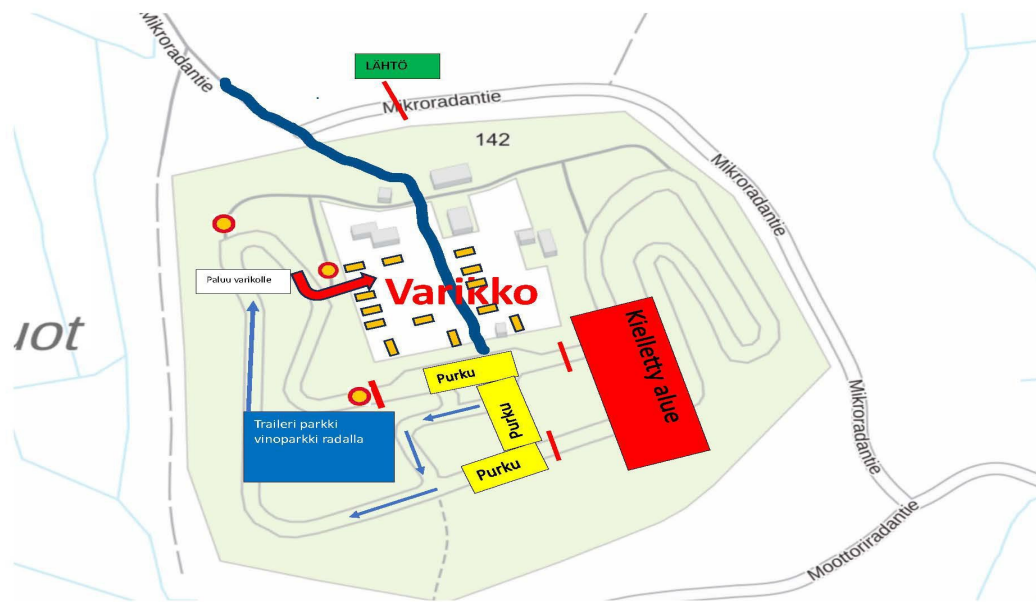 Mikroradantie
LÄHTÖ
Mikroradantie
142
Mikroradantie
Paluu varikolle
Varikko
uot
Kielletty alue
Purku
Purku
Traileri parkki
vinoparkki radalla
Purku
Mikroradantie
Moottoriradantie